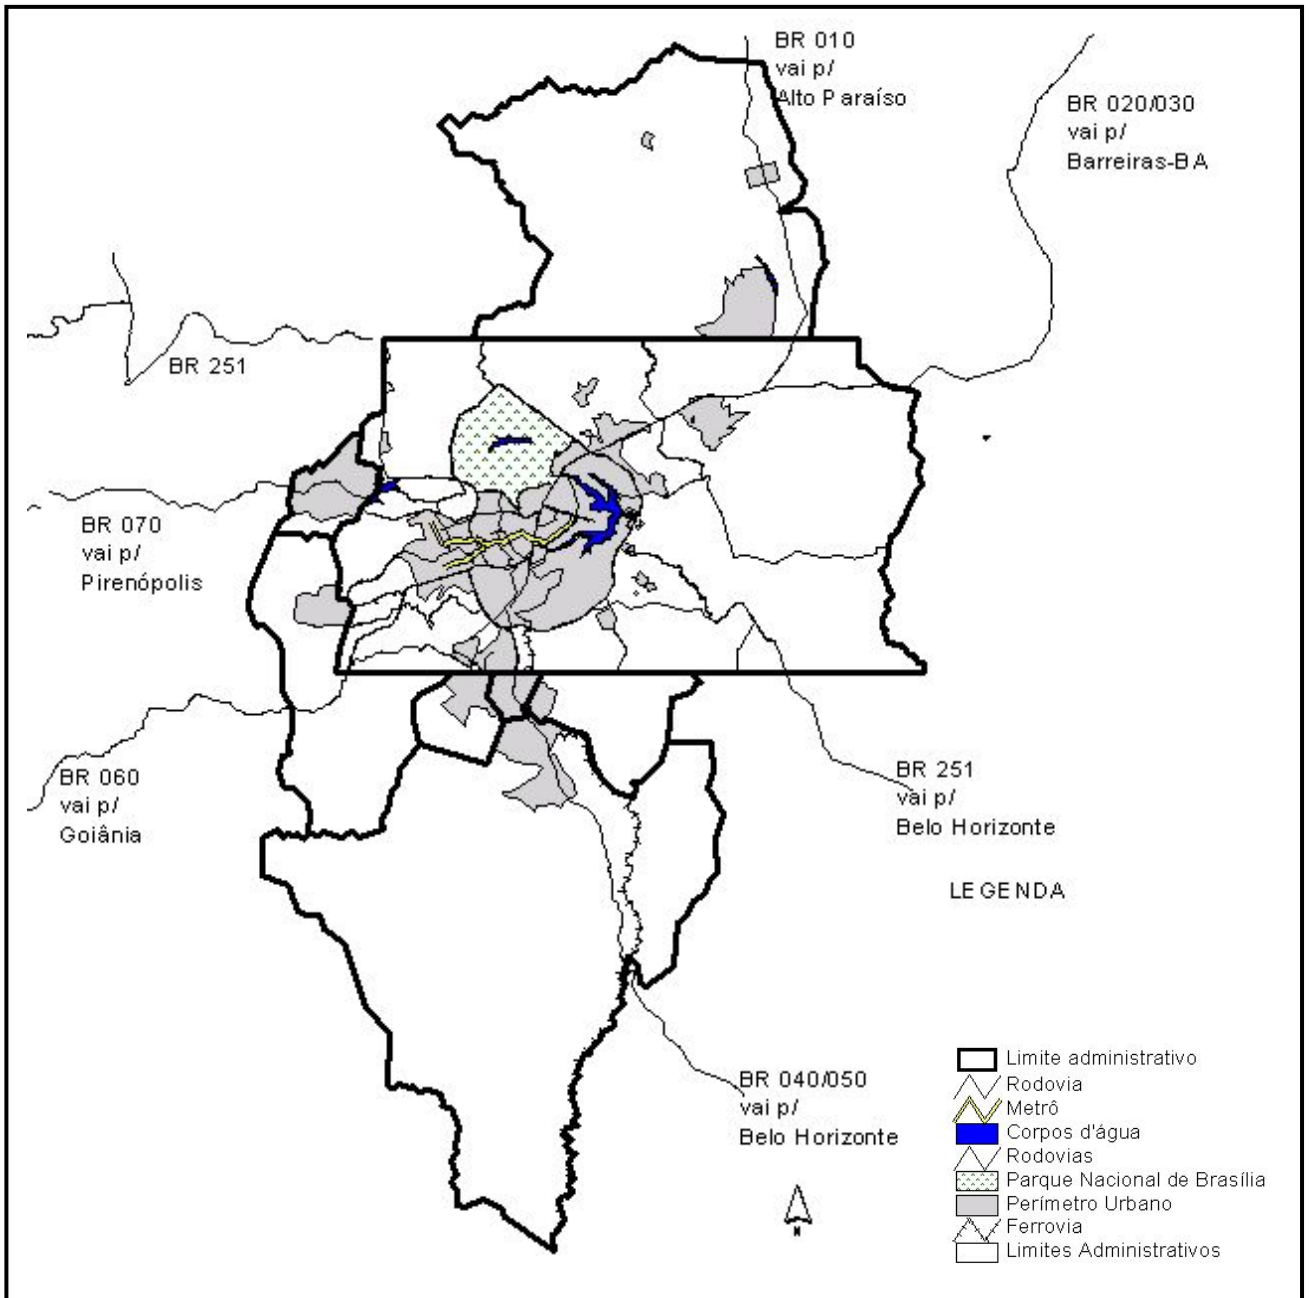 BR 010
vai p/
Alto Paraíso
BR 020/030
vai p/
Barreiras-BA
BR 251
BR 070
vai p/
Pirenópolis
BR 060
vai p/
Goiânia
BR 251
vai p/
Belo Horizonte
LEGENDA
BR 040/050
vai p/
Belo Horizonte
N
Limite administrativo
Rodovia
Metrô
Corpos d'água
Rodovias
Parque Nacional de Brasília
Perímetro Urbano
Ferrovia
Limites Administrativos